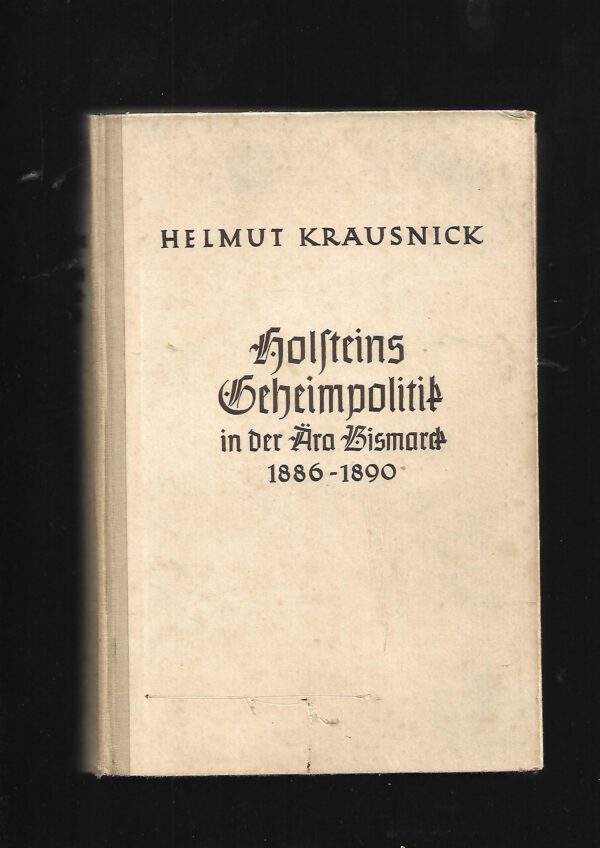 HELMUT KRAUSNICK
Holſteins
Geheimpolitik
in der Ära Bismarck
1886-1890